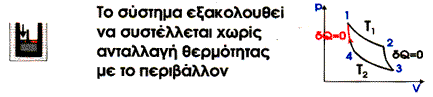 Το σύστημα εξακολουθεί
να συστέλλεται χωρίς
ανταλλαγή θερμότητας
με το περιβάλλον
p
1
T1
2
δQ=0
δQ=0
4
T2
3
V